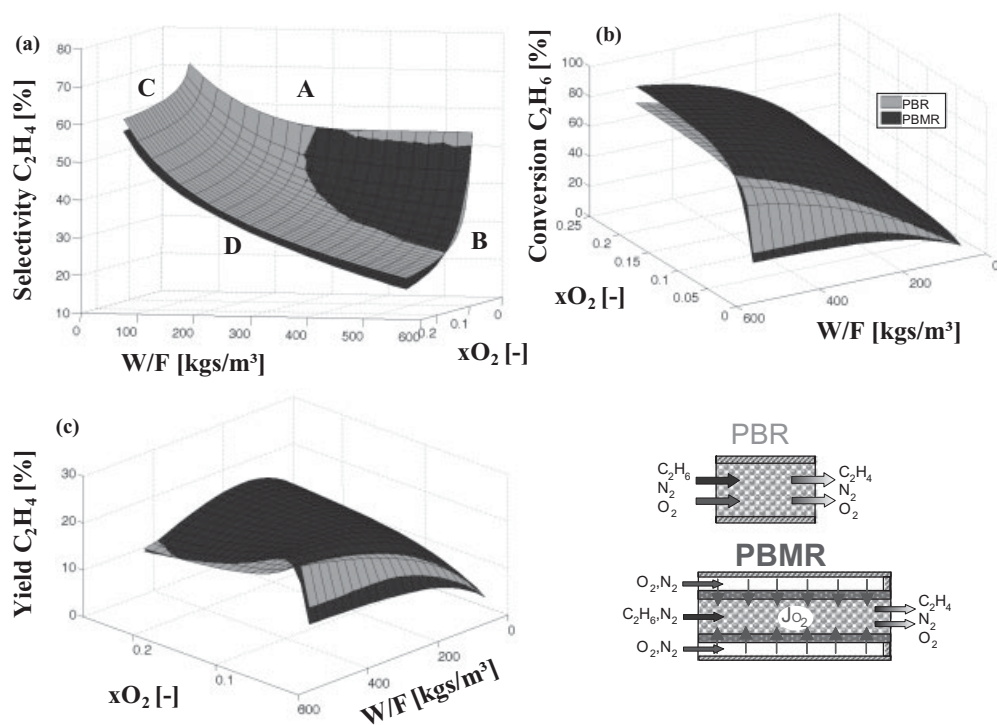 (a)
Selectivity C₂H₄ [%]
80
70
60
50
40
30
20
10
C
A
D
B
0
100
200
300
400
500
600
0.2
0.1
0
W/F [kgs/m³]
xO₂ [-]
(b)
Conversion C₂H₆ [%]
100
80
60
40
20
0
PBR
PBMR
0.25
0.2
0.15
0.1
0.05
0
600
400
200
0
xO₂ [-]
W/F [kgs/m³]
(c)
Yield C₂H₄ [%]
30
20
10
0
0.2
0.1
0
600
400
200
0
xO₂ [-]
W/F [kgs/m³]
PBR
C₂H₆
N₂
O₂
C₂H₄
N₂
O₂
PBMR
O₂,N₂
C₂H₆,N₂
O₂,N₂
Jo₂
C₂H₄
N₂
O₂